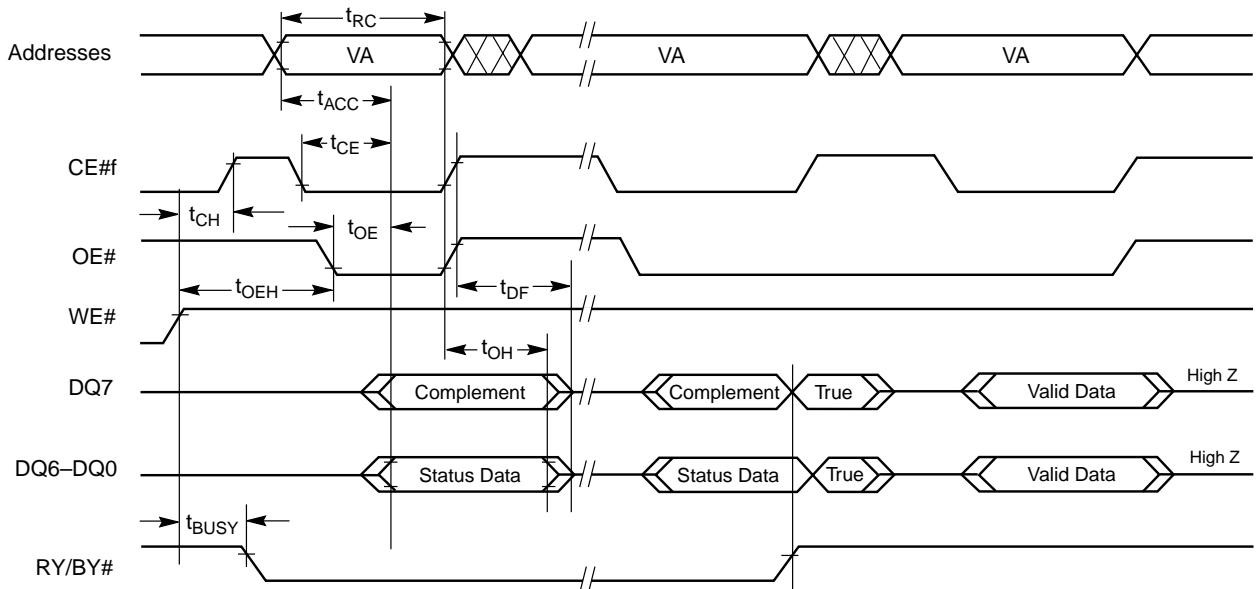 tRC
Addresses VA VA VA
tACC
tCE
CE#f
tCH tOE
OE#
tOEH tDF
WE#
tOH
DQ7 Complement Complement True Valid Data High Z
DQ6–DQ0 Status Data Status Data True Valid Data High Z
tBUSY
RY/BY#